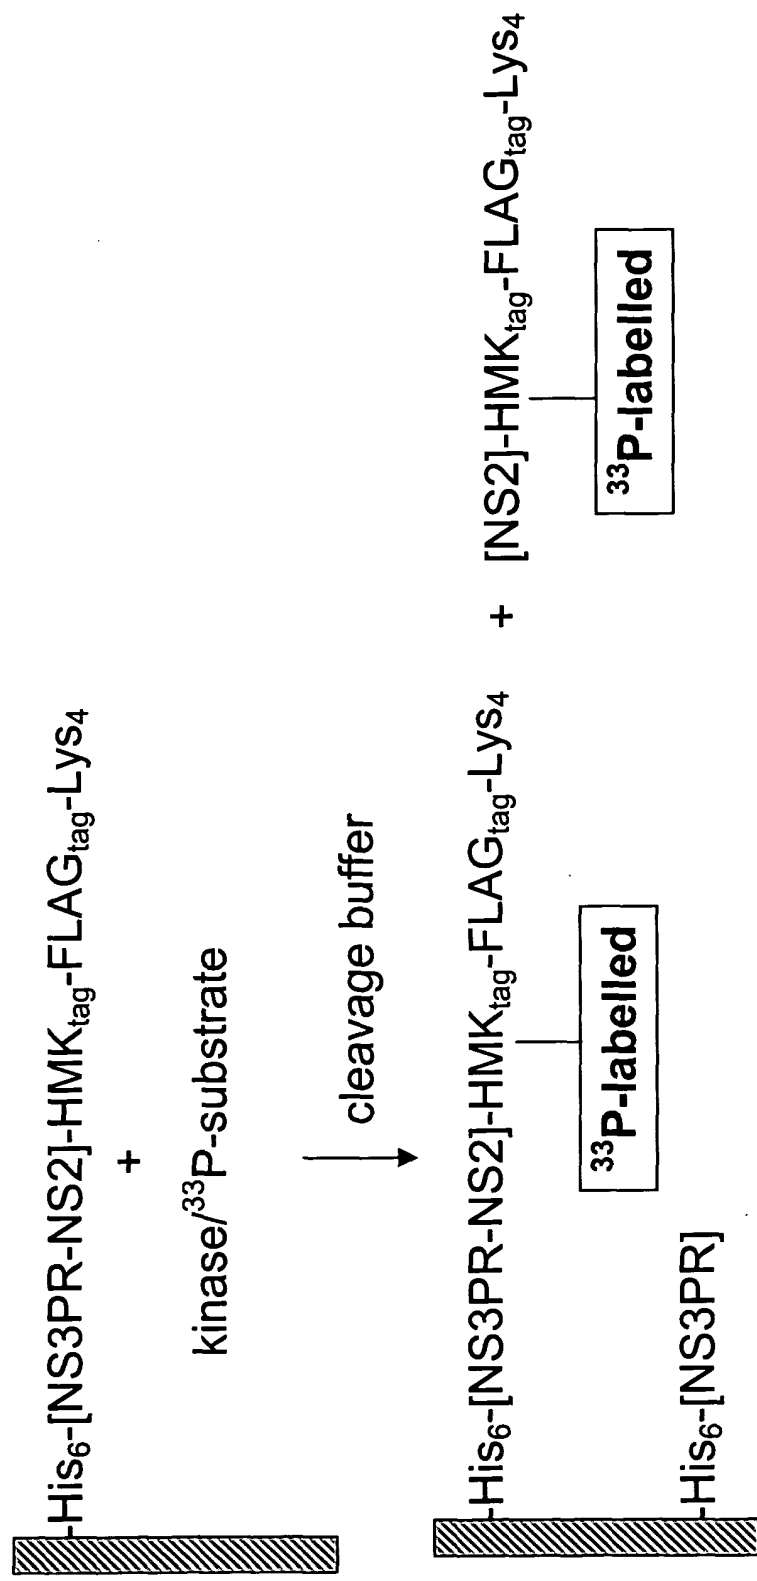 -His₆-[NS3PR-NS2]-HMKtag-FLAGtag-Lys₄
+
kinase/³³P-substrate
cleavage buffer
-His₆-[NS3PR-NS2]-HMKtag-FLAGtag-Lys₄ + [NS2]-HMKtag-FLAGtag-Lys₄
³³P-labelled
³³P-labelled
-His₆-[NS3PR]